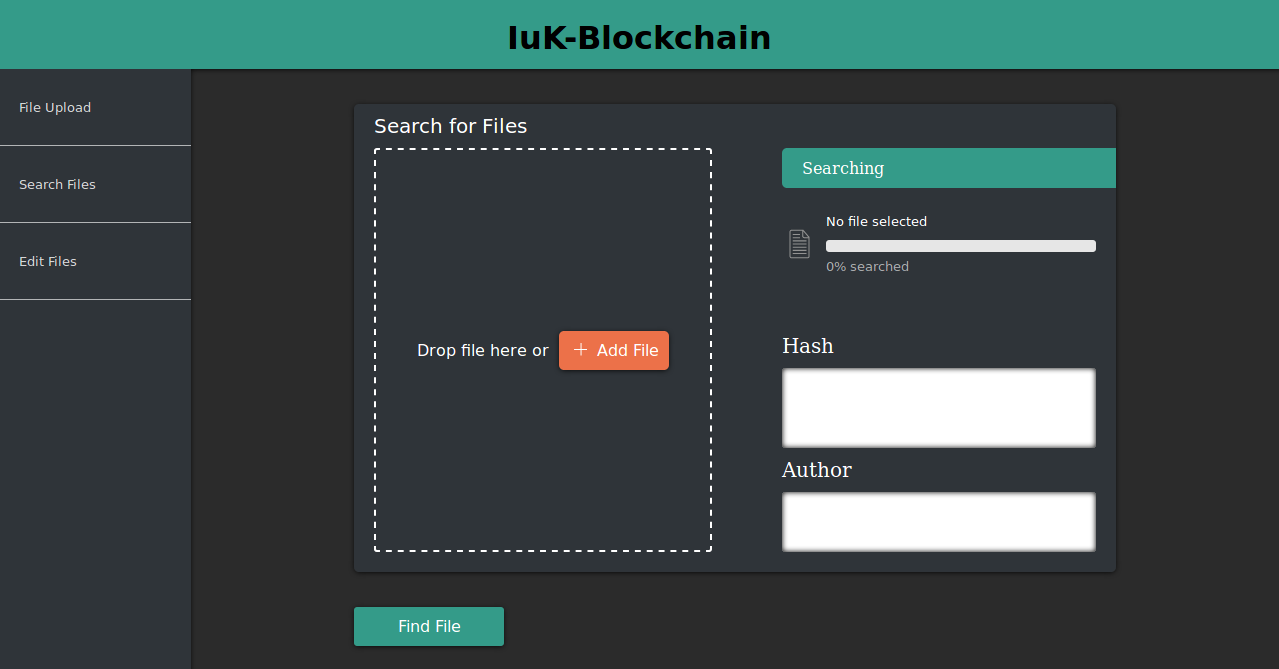 IuK-Blockchain
File Upload
Search Files
Edit Files
Search for Files
Drop file here or
+ Add File
Searching
No file selected
0% searched
Hash
Author
Find File